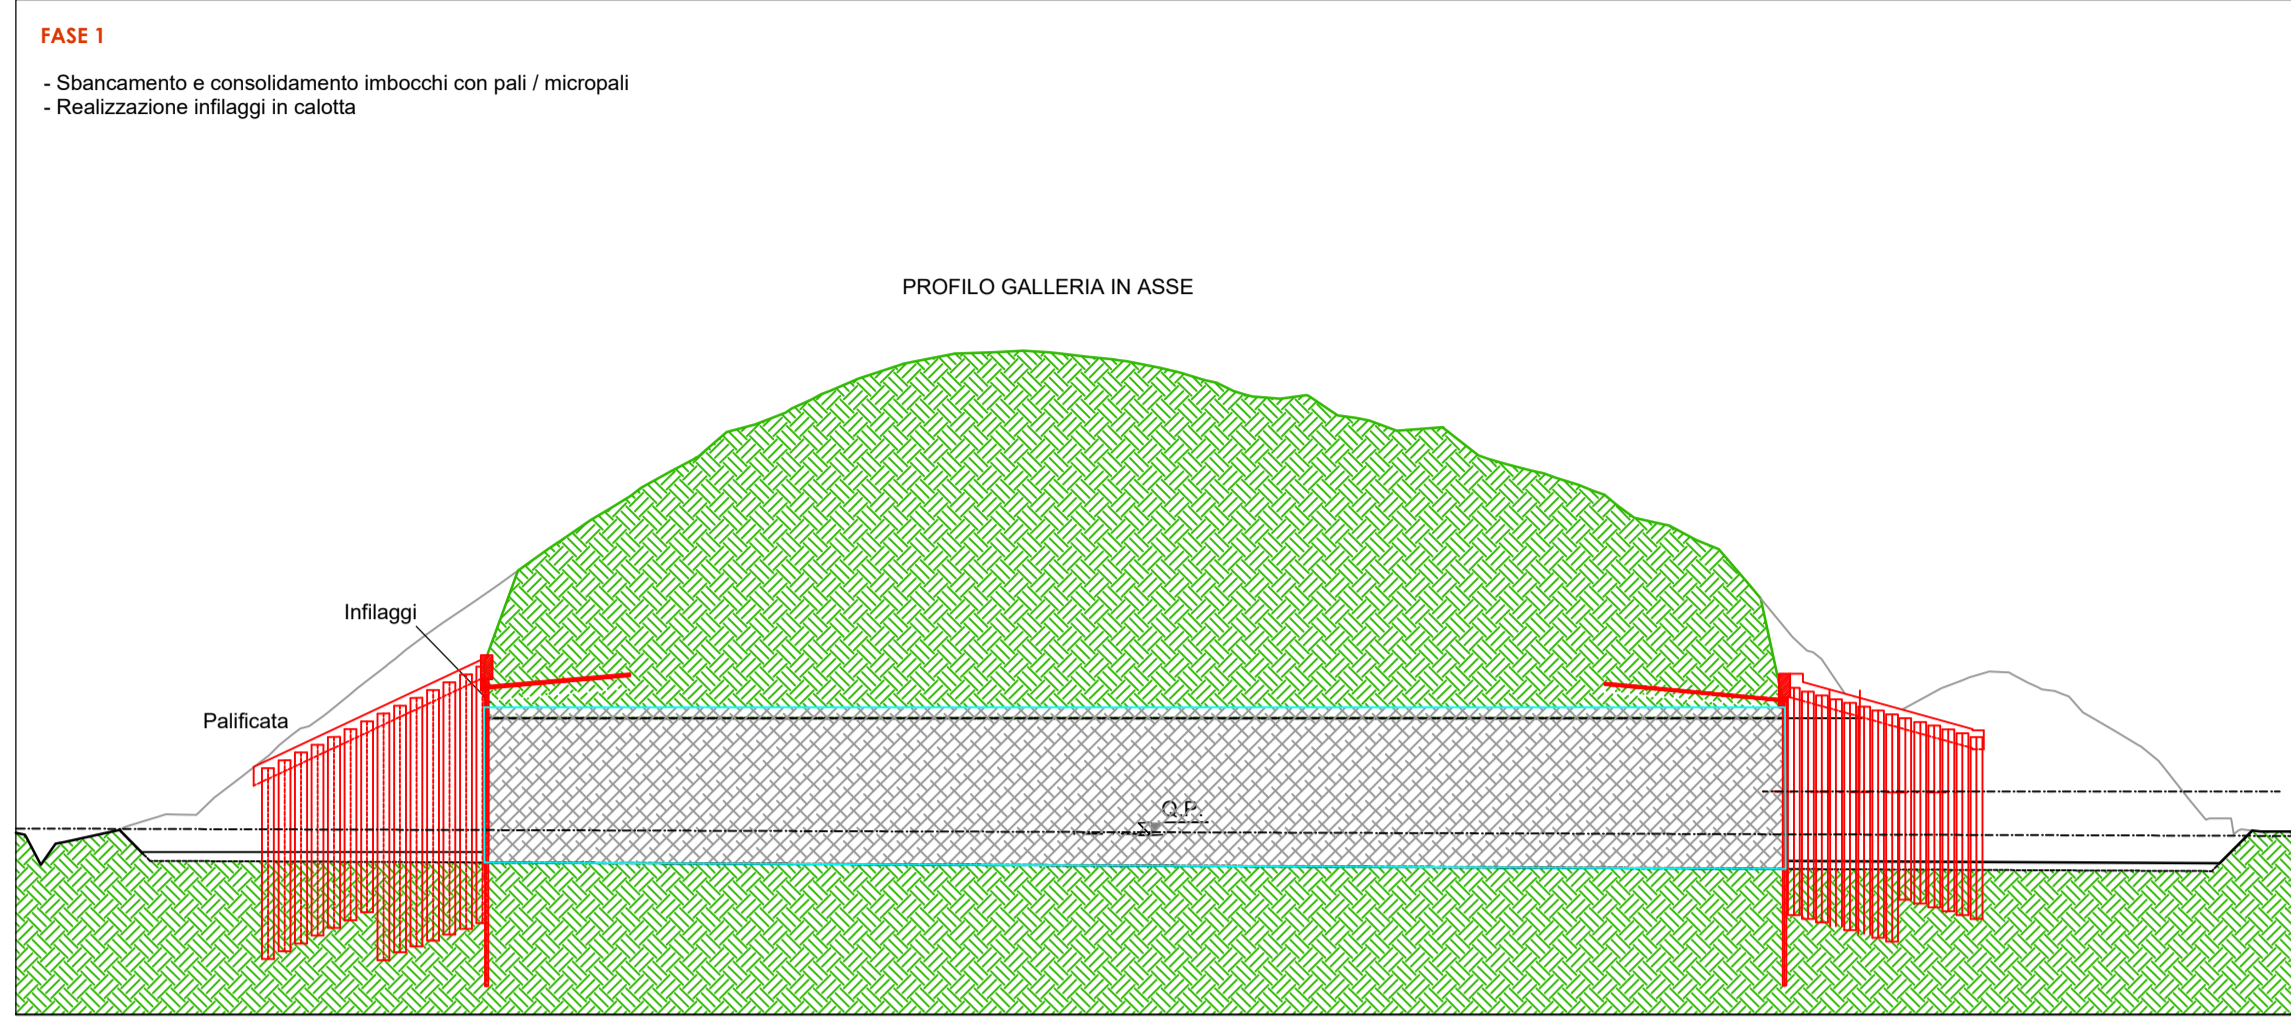 FASE 1
- Sbancamento e consolidamento imbocchi con pali / micropali
- Realizzazione infilaggi in calotta
PROFILO GALLERIA IN ASSE
Infilaggi
Palificata
Q.P.